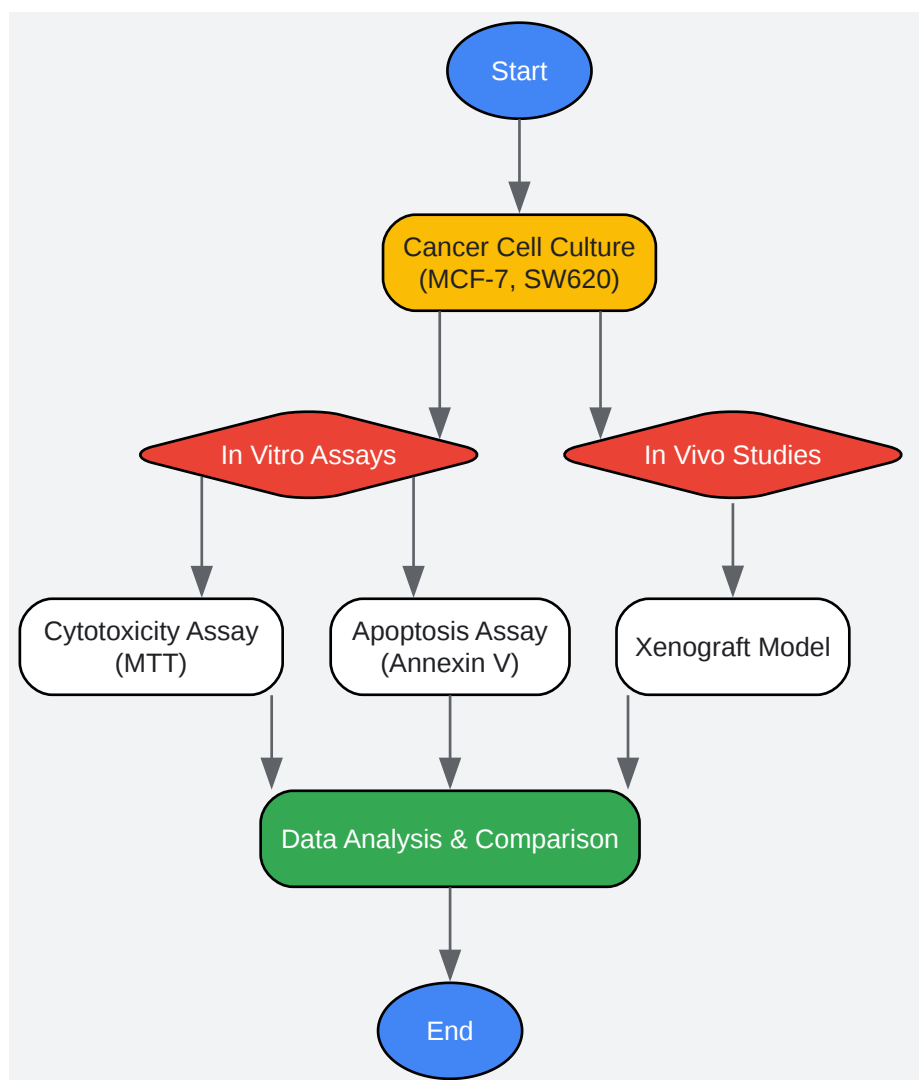 Start
Cancer Cell Culture
(MCF-7, SW620)
In Vitro Assays
In Vivo Studies
Cytotoxicity Assay
(MTT)
Apoptosis Assay
(Annexin V)
Xenograft Model
Data Analysis & Comparison
End